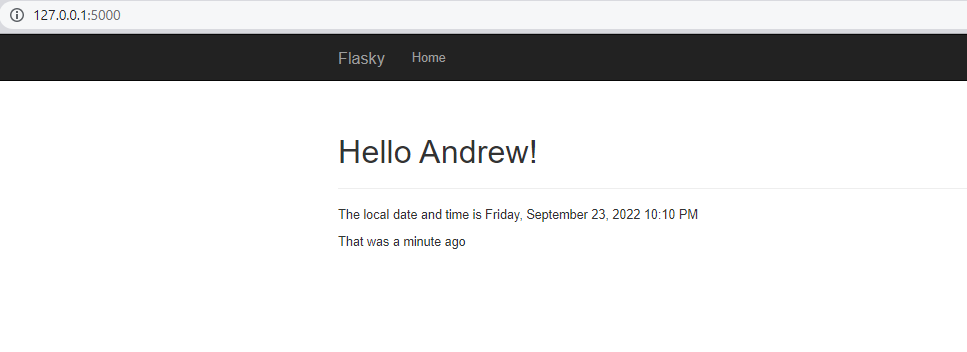 127.0.0.1:5000
Flasky Home
Hello Andrew!
The local date and time is Friday, September 23, 2022 10:10 PM
That was a minute ago